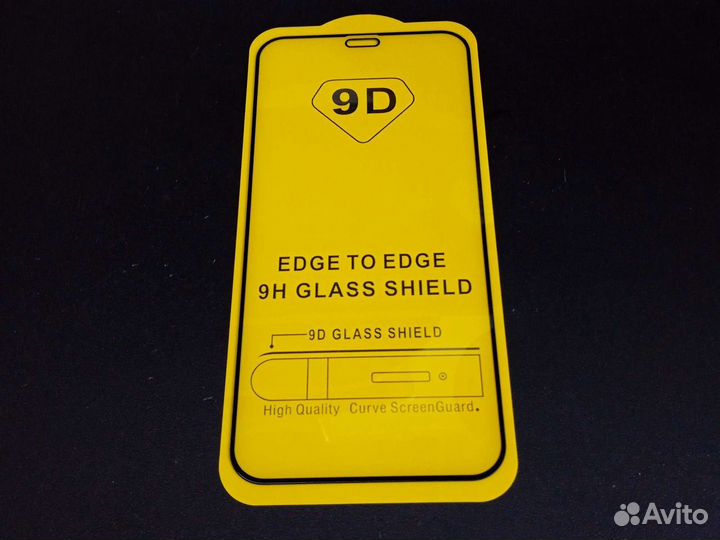 9D
EDGE TO EDGE
9H GLASS SHIELD
9D GLASS SHIELD
High Quality Curve ScreenGuard.
Avito